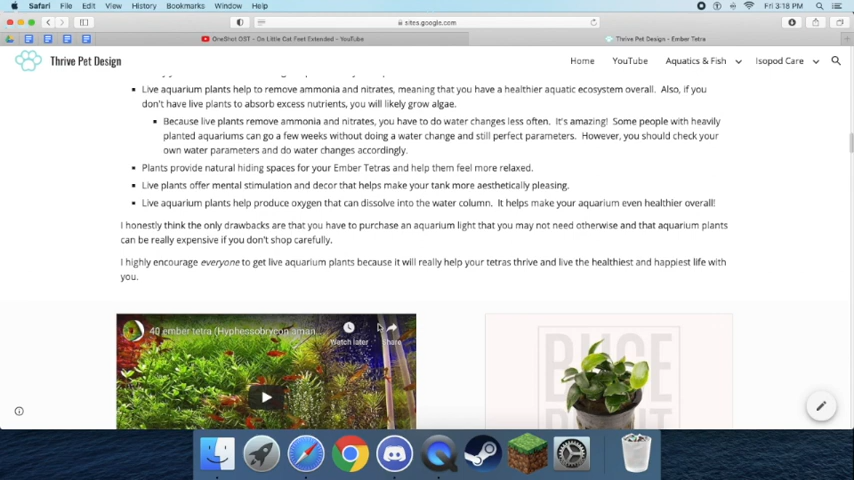 Safari File Edit View History Bookmarks Window Help Fri 3:18 PM
sites.google.com
OneShot OST - On Little Cat Feet Extended - YouTube Thrive Pet Design - Ember Tetra
Thrive Pet Design Home YouTube Aquatics & Fish Isopod Care
Live aquarium plants help to remove ammonia and nitrates, meaning that you have a healthier aquatic ecosystem overall. Also, if you
don't have live plants to absorb excess nutrients, you will likely grow algae.
Because live plants remove ammonia and nitrates, you have to do water changes less often. It's amazing! Some people with heavily
planted aquariums can go a few weeks without doing a water change and still perfect parameters. However, you should check your
own water parameters and do water changes accordingly.
Plants provide natural hiding spaces for your Ember Tetras and help them feel more relaxed.
Live plants offer mental stimulation and decor that helps make your tank more aesthetically pleasing.
Live aquarium plants help produce oxygen that can dissolve into the water column. It helps make your aquarium even healthier overall!
I honestly think the only drawbacks are that you have to purchase an aquarium light that you may not need otherwise and that aquarium plants
can be really expensive if you don't shop carefully.
I highly encourage everyone to get live aquarium plants because it will really help your tetras thrive and live the healthiest and happiest life with
you.
40 ember tetra (Hyphessobrycon aman...
Watch later Share
BUCE